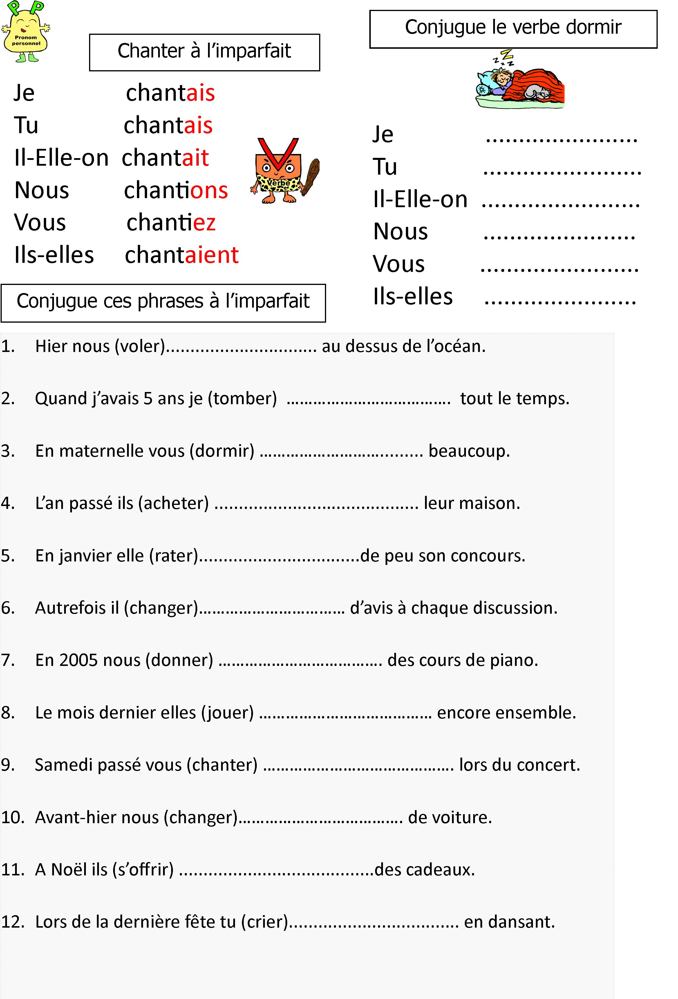 P P
Pronom
personnel
Chanter à l’imparfait
Je chantais
Tu chantais
Il-Elle-on chantait
Nous chantions
Vous chantiez
Ils-elles chantaient
Verbe
Conjugue le verbe dormir
z Z z z
Je .......................
Tu ........................
Il-Elle-on ........................
Nous .......................
Vous ........................
Ils-elles .......................
Conjugue ces phrases à l’imparfait
1. Hier nous (voler)............................... au dessus de l’océan.
2. Quand j’avais 5 ans je (tomber) ………………………………. tout le temps.
3. En maternelle vous (dormir) ………………………......... beaucoup.
4. L’an passé ils (acheter) .......................................... leur maison.
5. En janvier elle (rater).................................de peu son concours.
6. Autrefois il (changer)…………………………… d’avis à chaque discussion.
7. En 2005 nous (donner) ………………………………. des cours de piano.
8. Le mois dernier elles (jouer) ………………………………… encore ensemble.
9. Samedi passé vous (chanter) ……………………………………. lors du concert.
10. Avant-hier nous (changer)………………………………. de voiture.
11. A Noël ils (s’offrir) ........................................des cadeaux.
12. Lors de la dernière fête tu (crier)................................... en dansant.